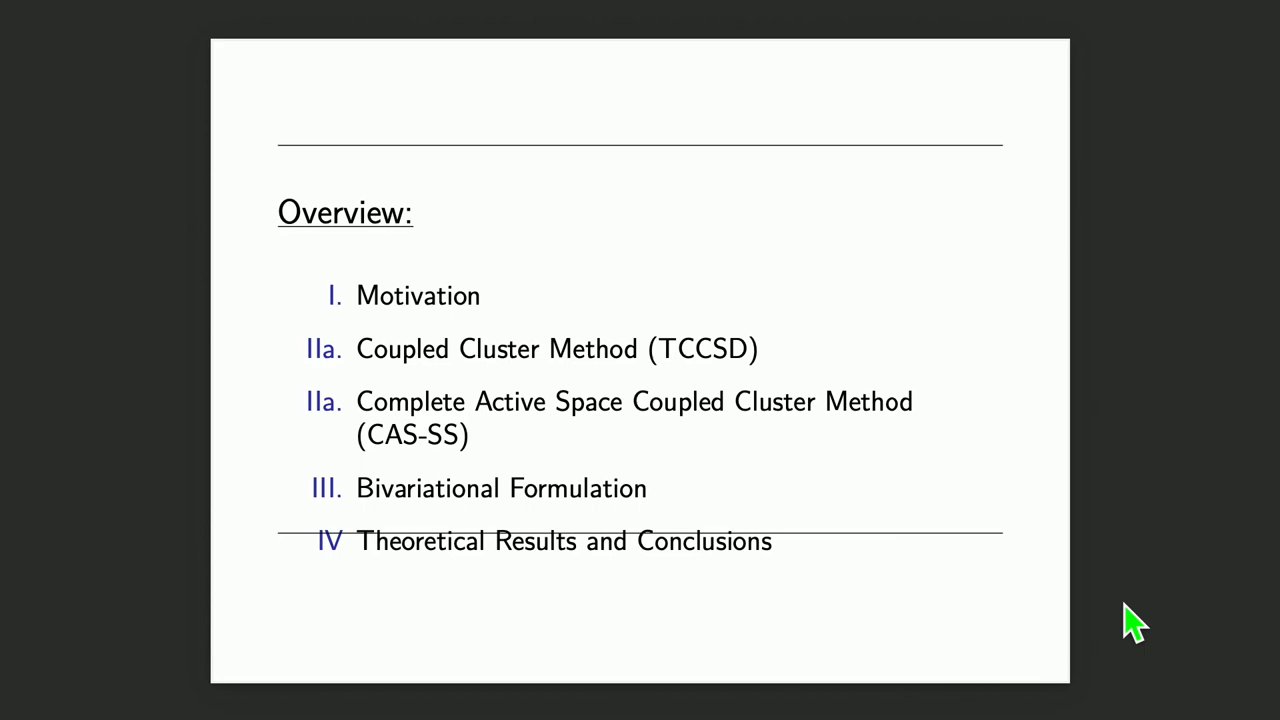 Overview:
I. Motivation
IIa. Coupled Cluster Method (TCCSD)
IIa. Complete Active Space Coupled Cluster Method
(CAS-SS)
III. Bivariational Formulation
IV Theoretical Results and Conclusions